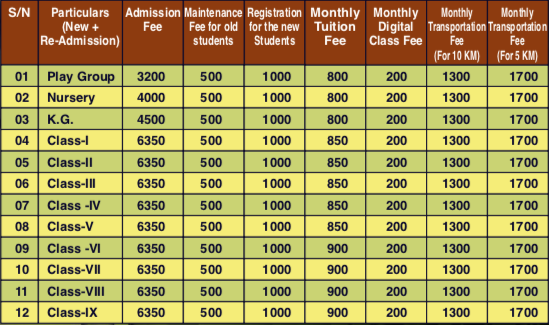 S/N Particulars (New + Re-Admission) Admission Fee Maintenance Fee for old students Registration for the new Students Monthly Tuition Fee Monthly Digital Class Fee Monthly Transportation Fee (For 10 KM) Monthly Transportation Fee (For 5 KM)
01 Play Group 3200 500 1000 800 200 1300 1700
02 Nursery 4000 500 1000 800 200 1300 1700
03 K.G. 4500 500 1000 800 200 1300 1700
04 Class-I 6350 500 1000 850 200 1300 1700
05 Class-II 6350 500 1000 850 200 1300 1700
06 Class-III 6350 500 1000 850 200 1300 1700
07 Class -IV 6350 500 1000 850 200 1300 1700
08 Class-V 6350 500 1000 850 200 1300 1700
09 Class -VI 6350 500 1000 900 200 1300 1700
10 Class-VII 6350 500 1000 900 200 1300 1700
11 Class-VIII 6350 500 1000 900 200 1300 1700
12 Class-IX 6350 500 1000 900 200 1300 1700